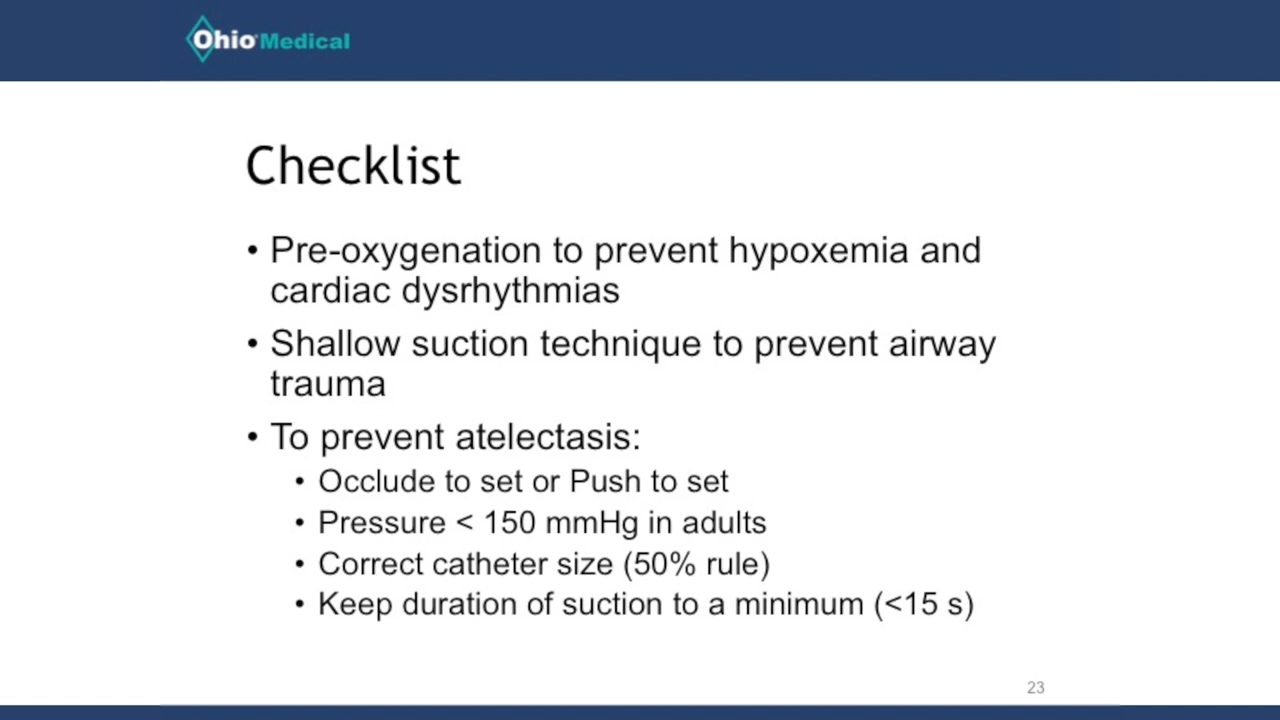 Ohio Medical
Checklist
• Pre-oxygenation to prevent hypoxemia and
cardiac dysrhythmias
• Shallow suction technique to prevent airway
trauma
• To prevent atelectasis:
• Occlude to set or Push to set
• Pressure < 150 mmHg in adults
• Correct catheter size (50% rule)
• Keep duration of suction to a minimum (<15 s)
23